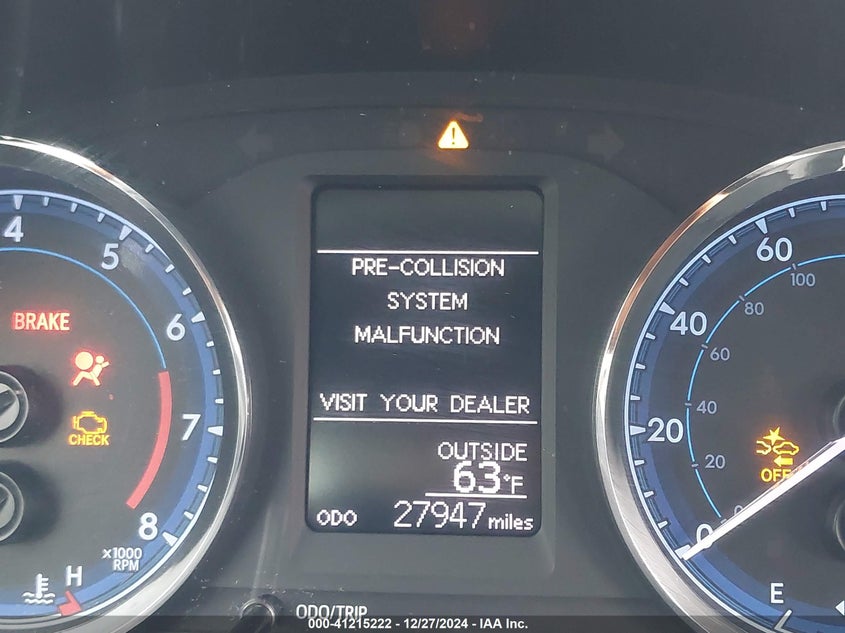 4
5
6
7
8
x1000
RPM
BRAKE
CHECK
H
PRE-COLLISION
SYSTEM
MALFUNCTION
VISIT YOUR DEALER
OUTSIDE
63°F
ODO 27947 miles
ODO/TRIP
60
40
20
0
100
80
60
40
20
0
OFF
E
000-41215222 - 12/27/2024 - IAA Inc.